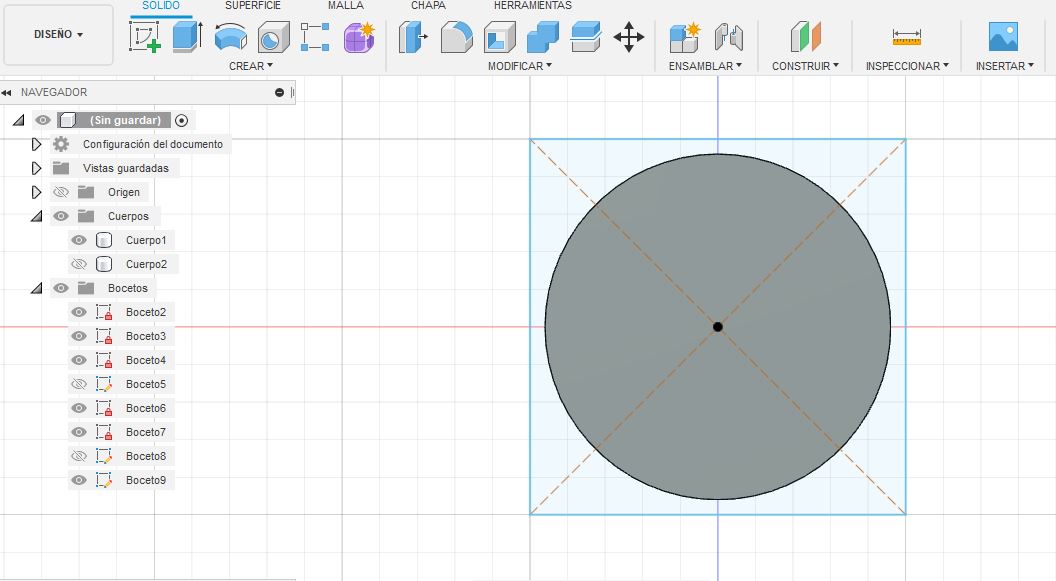 SOLIDO SUPERFICIE MALLA CHAPA HERRAMIENTAS
DISEÑO
CREAR MODIFICAR ENSAMBLAR CONSTRUIR INSPECCIONAR INSERTAR
NAVEGADOR
(Sin guardar)
Configuración del documento
Vistas guardadas
Origen
Cuerpos
Cuerpo1
Cuerpo2
Bocetos
Boceto2
Boceto3
Boceto4
Boceto5
Boceto6
Boceto7
Boceto8
Boceto9